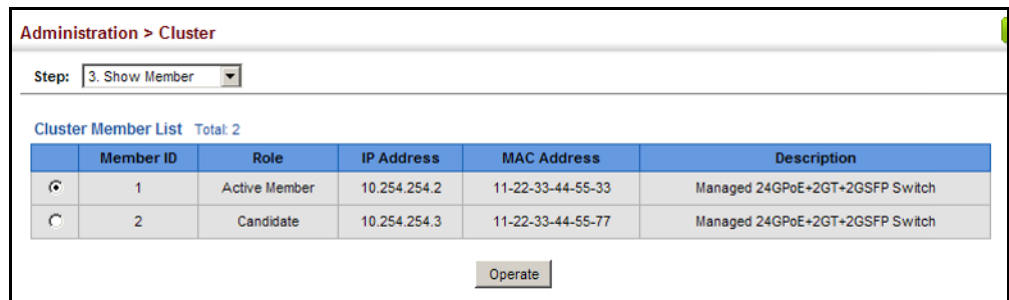 Administration > Cluster
Step: 3. Show Member
Cluster Member List Total: 2
Member ID Role IP Address MAC Address Description
1 Active Member 10.254.254.2 11-22-33-44-55-33 Managed 24GPoE+2GT+2GSFP Switch
2 Candidate 10.254.254.3 11-22-33-44-55-77 Managed 24GPoE+2GT+2GSFP Switch
Operate